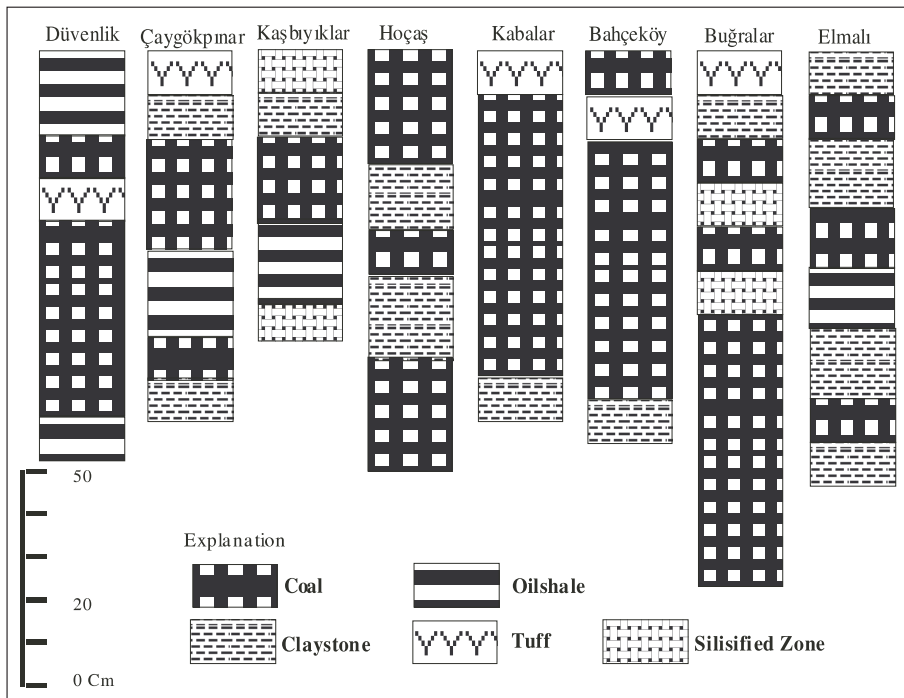 Düvenlik
Çaygökpınar
Kaşbıyıklar
Hoçaş
Kabalar
Bahçeköy
Buğralar
Elmalı
50
20
0 Cm
Explanation
Coal
Oilshale
Claystone
Tuff
Silisified Zone